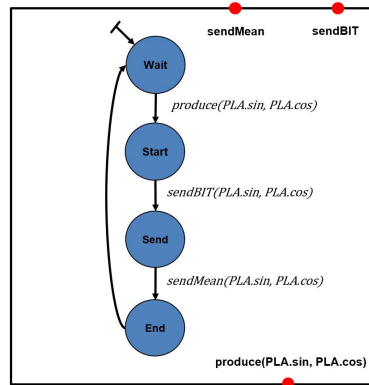 sendMean
sendBIT
Wait
produce(PLA.sin, PLA.cos)
Start
sendBIT(PLA.sin, PLA.cos)
Send
sendMean(PLA.sin, PLA.cos)
End
produce(PLA.sin, PLA.cos)